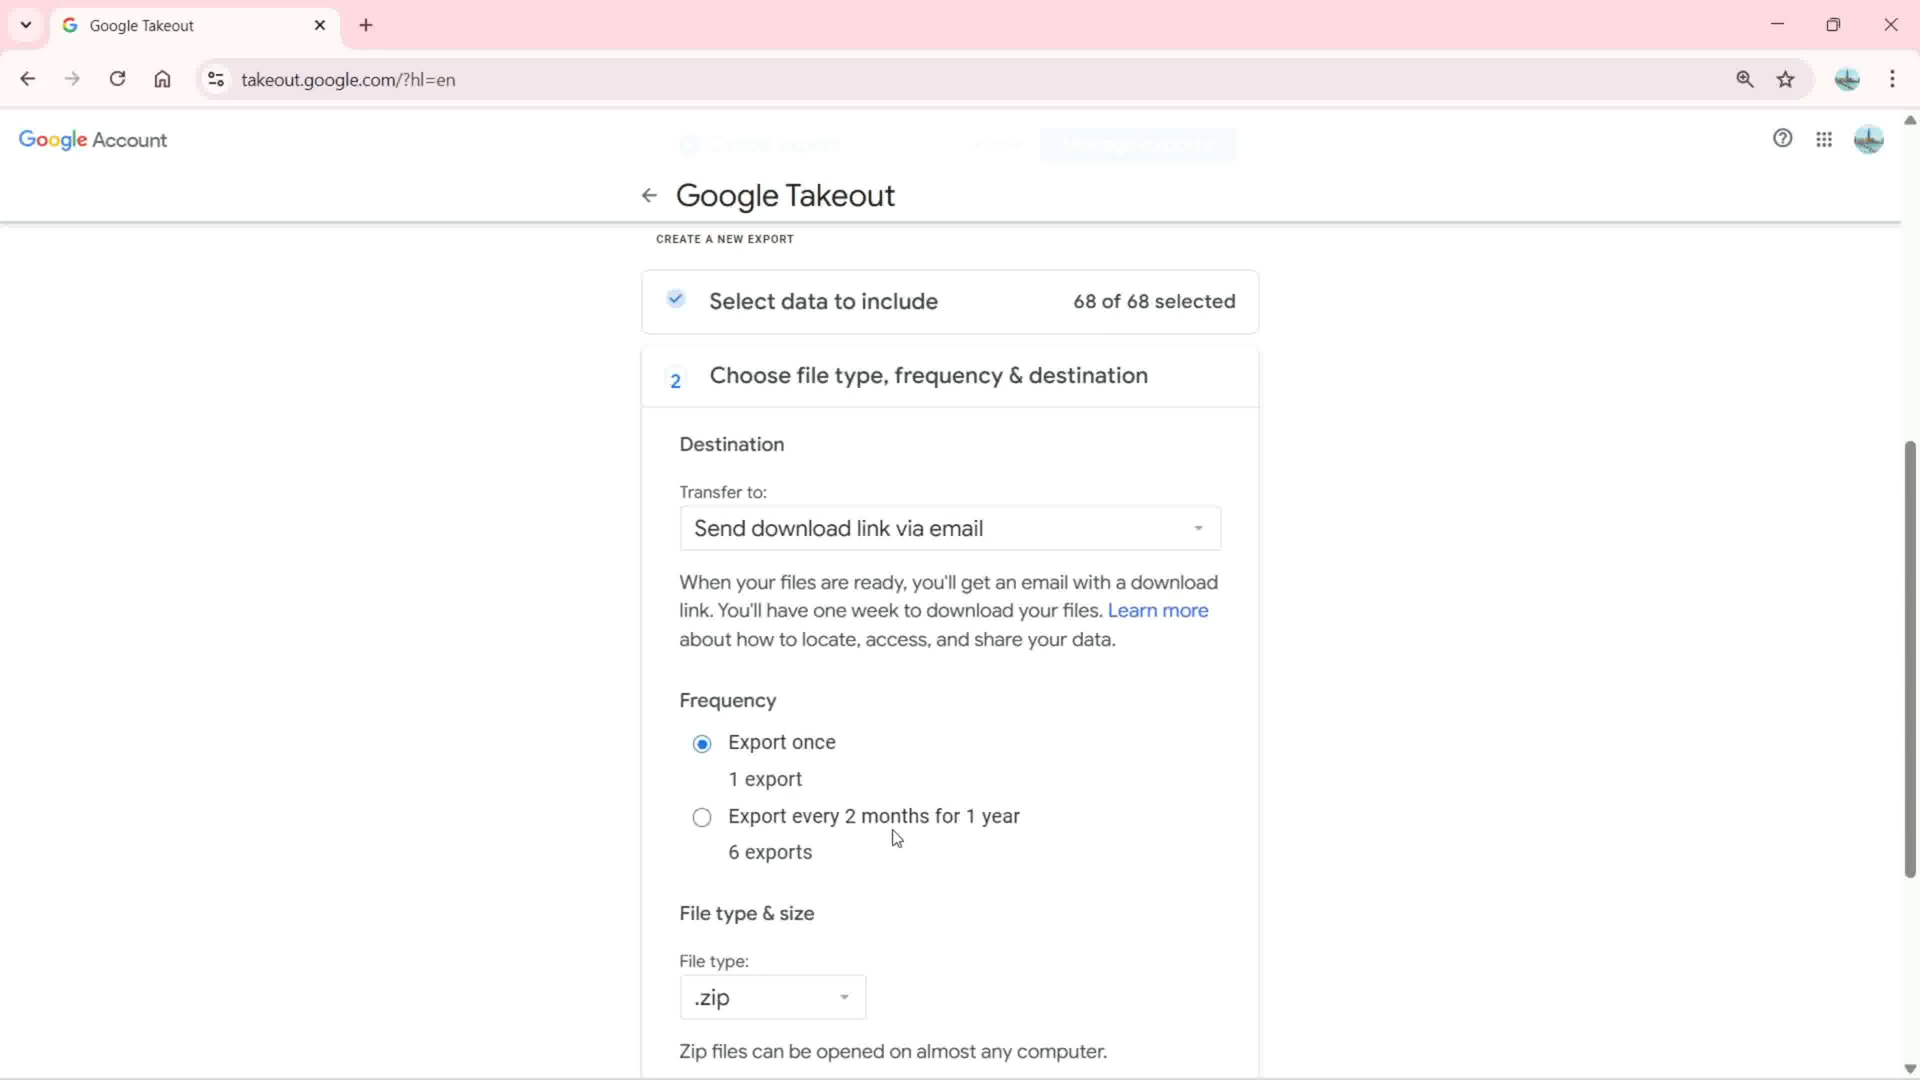 Google Takeout
takeout.google.com/?hl=en
Google Account
Google Takeout
CREATE A NEW EXPORT
Select data to include 68 of 68 selected
2 Choose file type, frequency & destination
Destination
Transfer to:
Send download link via email
When your files are ready, you'll get an email with a download
link. You'll have one week to download your files. Learn more
about how to locate, access, and share your data.
Frequency
Export once
1 export
Export every 2 months for 1 year
6 exports
File type & size
File type:
.zip
Zip files can be opened on almost any computer.